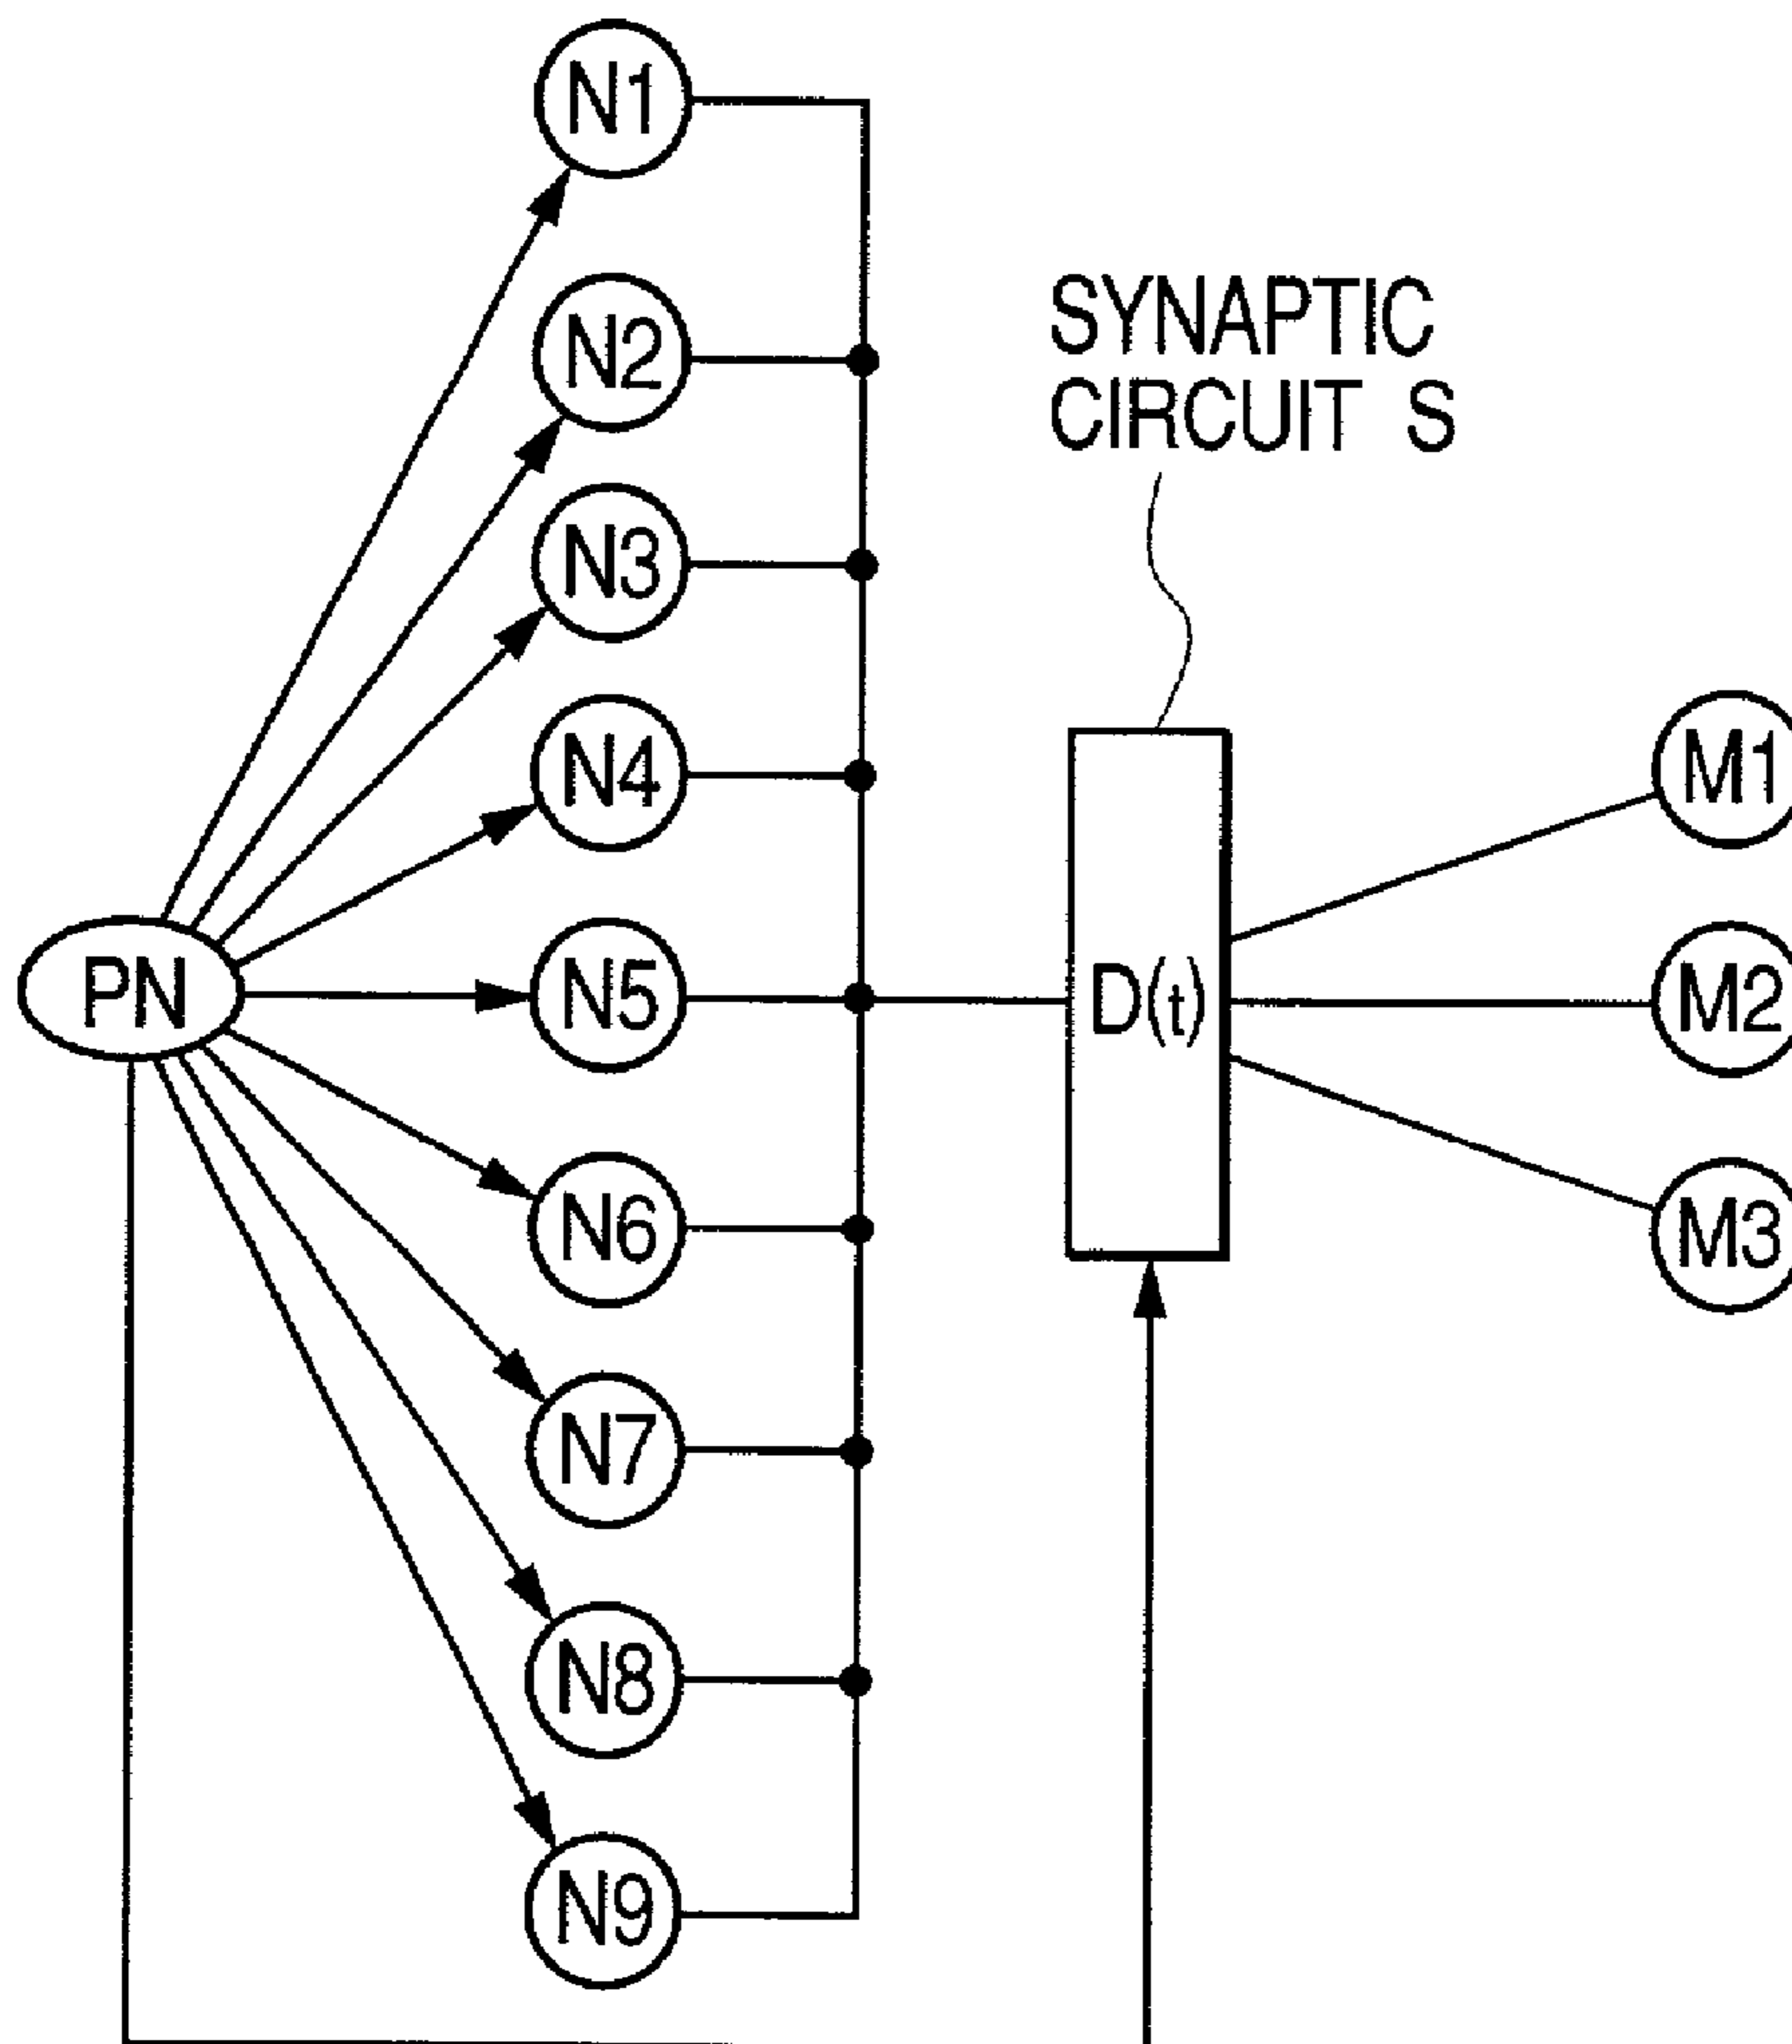 N1
N2
SYNAPTIC
CIRCUIT S
N3
N4
M1
PN
N5
D(t)
M2
N6
M3
N7
N8
N9